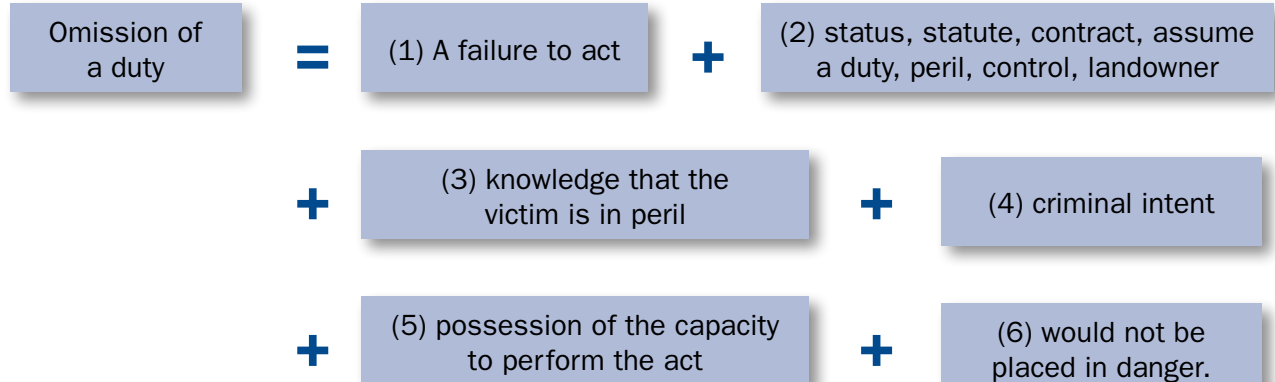 Omission of
a duty
=
(1) A failure to act
+
(2) status, statute, contract, assume
a duty, peril, control, landowner
+
(3) knowledge that the
victim is in peril
+
(4) criminal intent
+
(5) possession of the capacity
to perform the act
+
(6) would not be
placed in danger.